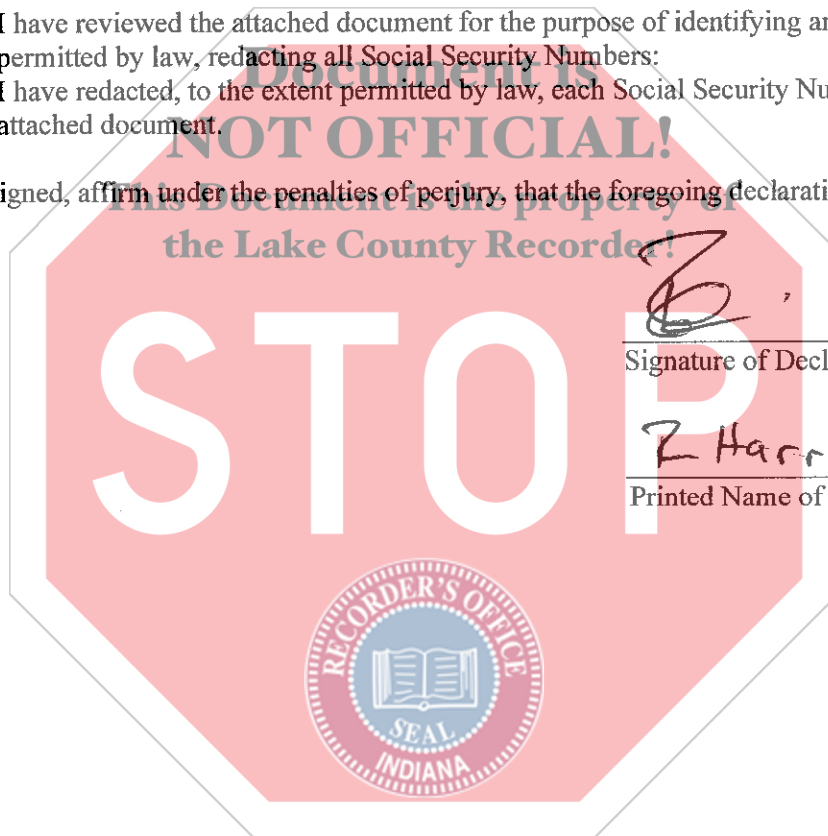 I have reviewed the attached document for the purpose of identifying an
permitted by law, redacting all Social Security Numbers:
Document is
I have redacted, to the extent permitted by law, each Social Security Nu
attached document.
NOT OFFICIAL!
igned, affirm under the penalties of perjury, that the foregoing declarati
This Document is the property of
the Lake County Recorder!
STOP
Signature of Decl
R Harr
Printed Name of
RECORDER'S OFFICE
SEAL
INDIANA